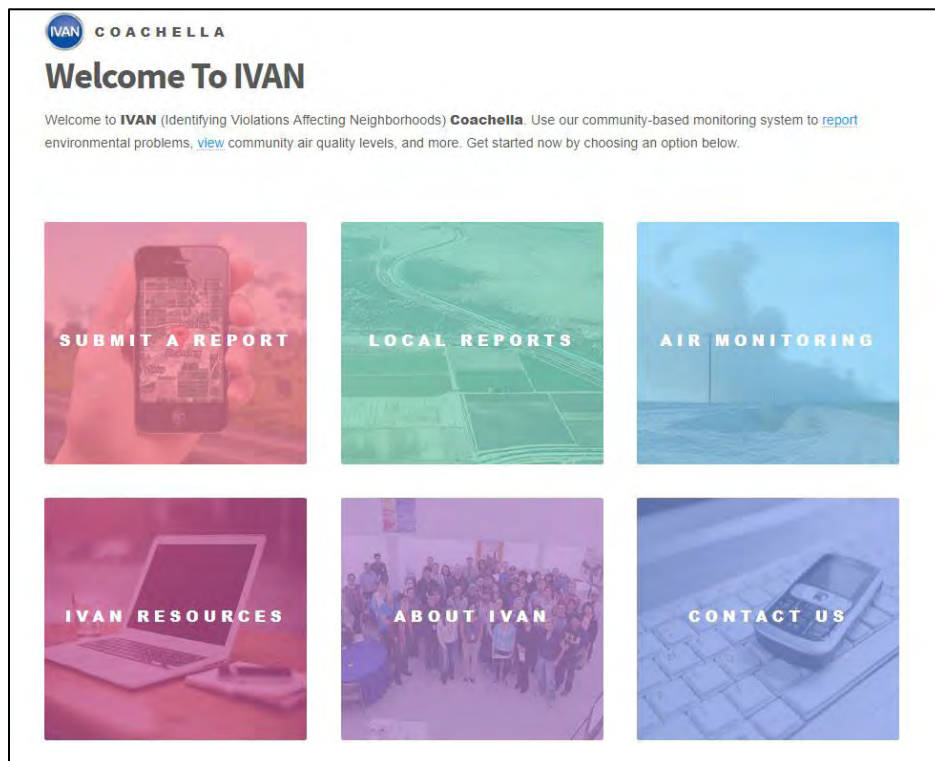 IVAN COACHELLA
Welcome To IVAN
Welcome to IVAN (Identifying Violations Affecting Neighborhoods) Coachella. Use our community-based monitoring system to report
environmental problems, view community air quality levels, and more. Get started now by choosing an option below.
SUBMIT A REPORT
LOCAL REPORTS
AIR MONITORING
IVAN RESOURCES
ABOUT IVAN
CONTACT US